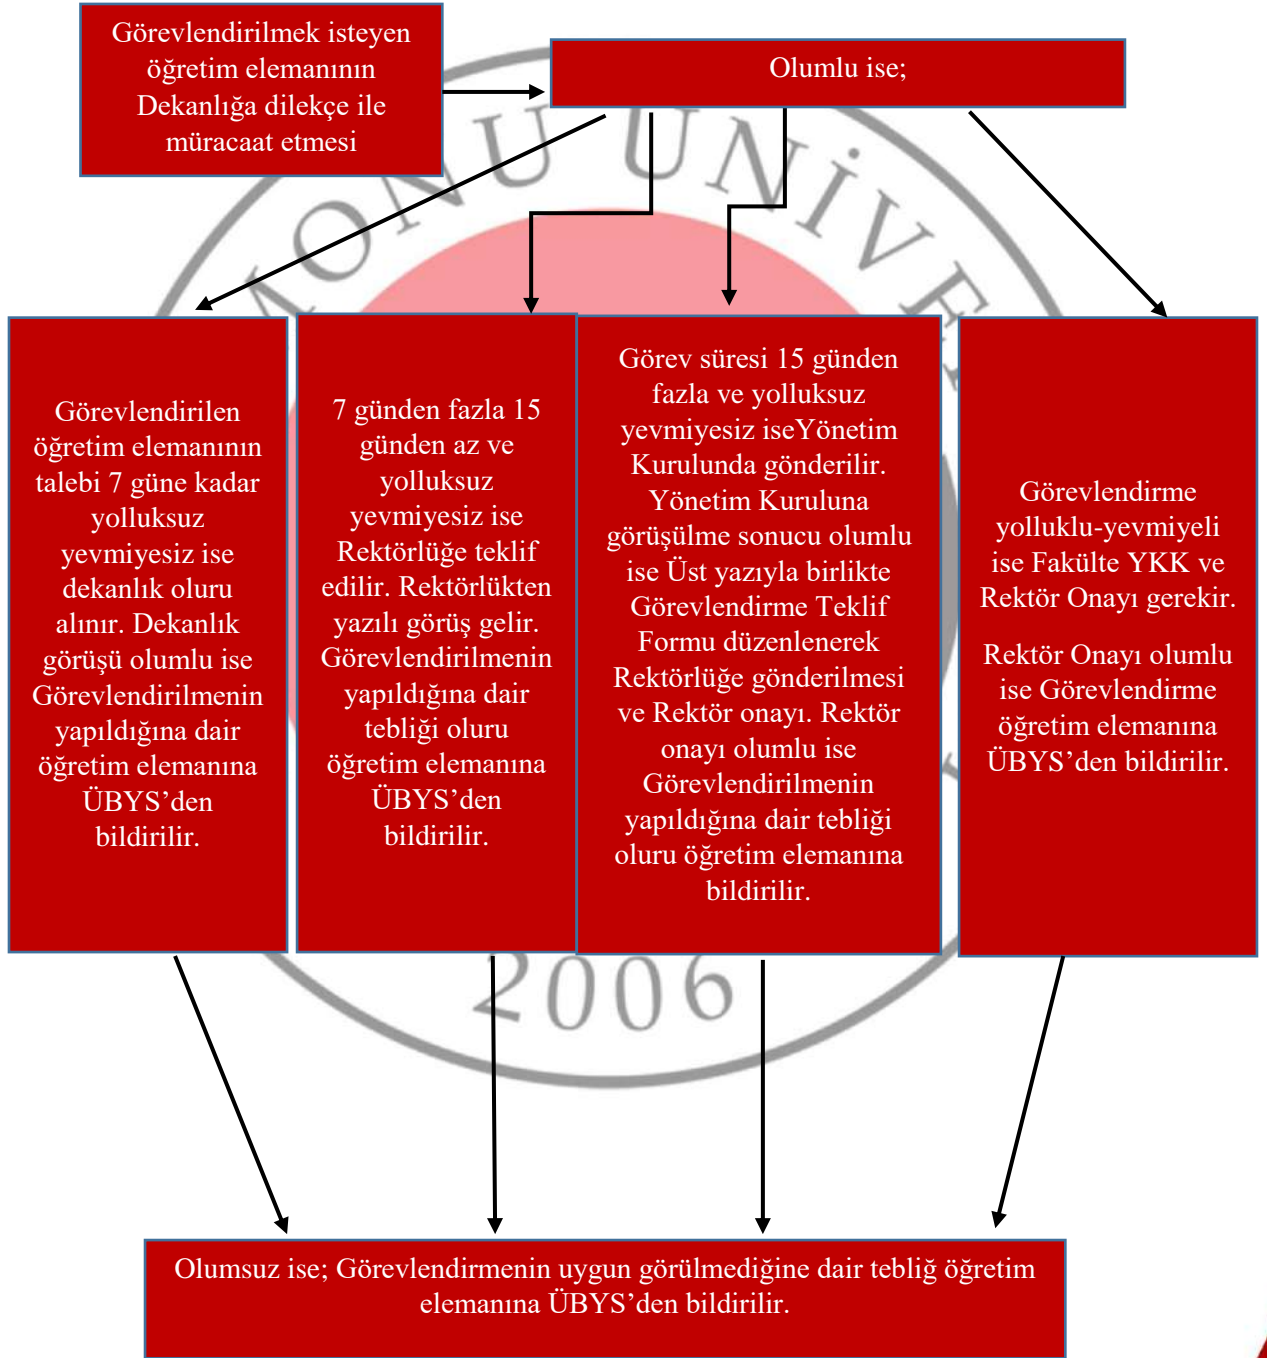 Görevlendirilmek isteyen
öğretim elemanının
Dekanlığa dilekçe ile
müracaat etmesi
Olumlu ise;
Görevlendirilen
öğretim elemanının
talebi 7 güne kadar
yolluksuz
yevmiyesiz ise
dekanlık oluru
alınır. Dekanlık
görüşü olumlu ise
Görevlendirilmenin
yapıldığına dair
öğretim elemanına
ÜBYS’den
bildirilir.
7 günden fazla 15
günden az ve
yolluksuz
yevmiyesiz ise
Rektörlüğe teklif
edilir. Rektörlükten
yazılı görüş gelir.
Görevlendirilmenin
yapıldığına dair
tebliği oluru
öğretim elemanına
ÜBYS’den
bildirilir.
Görev süresi 15 günden
fazla ve yolluksuz
yevmiyesiz iseYönetim
Kurulunda gönderilir.
Yönetim Kuruluna
görüşülme sonucu olumlu
ise Üst yazıyla birlikte
Görevlendirme Teklif
Formu düzenlenerek
Rektörlüğe gönderilmesi
ve Rektör onayı. Rektör
onayı olumlu ise
Görevlendirilmenin
yapıldığına dair tebliği
oluru öğretim elemanına
bildirilir.
Görevlendirme
yolluklu-yevmiyeli
ise Fakülte YKK ve
Rektör Onayı gerekir.
Rektör Onayı olumlu
ise Görevlendirme
öğretim elemanına
ÜBYS’den bildirilir.
2006
Olumsuz ise; Görevlendirmenin uygun görülmediğine dair tebliğ öğretim
elemanına ÜBYS’den bildirilir.